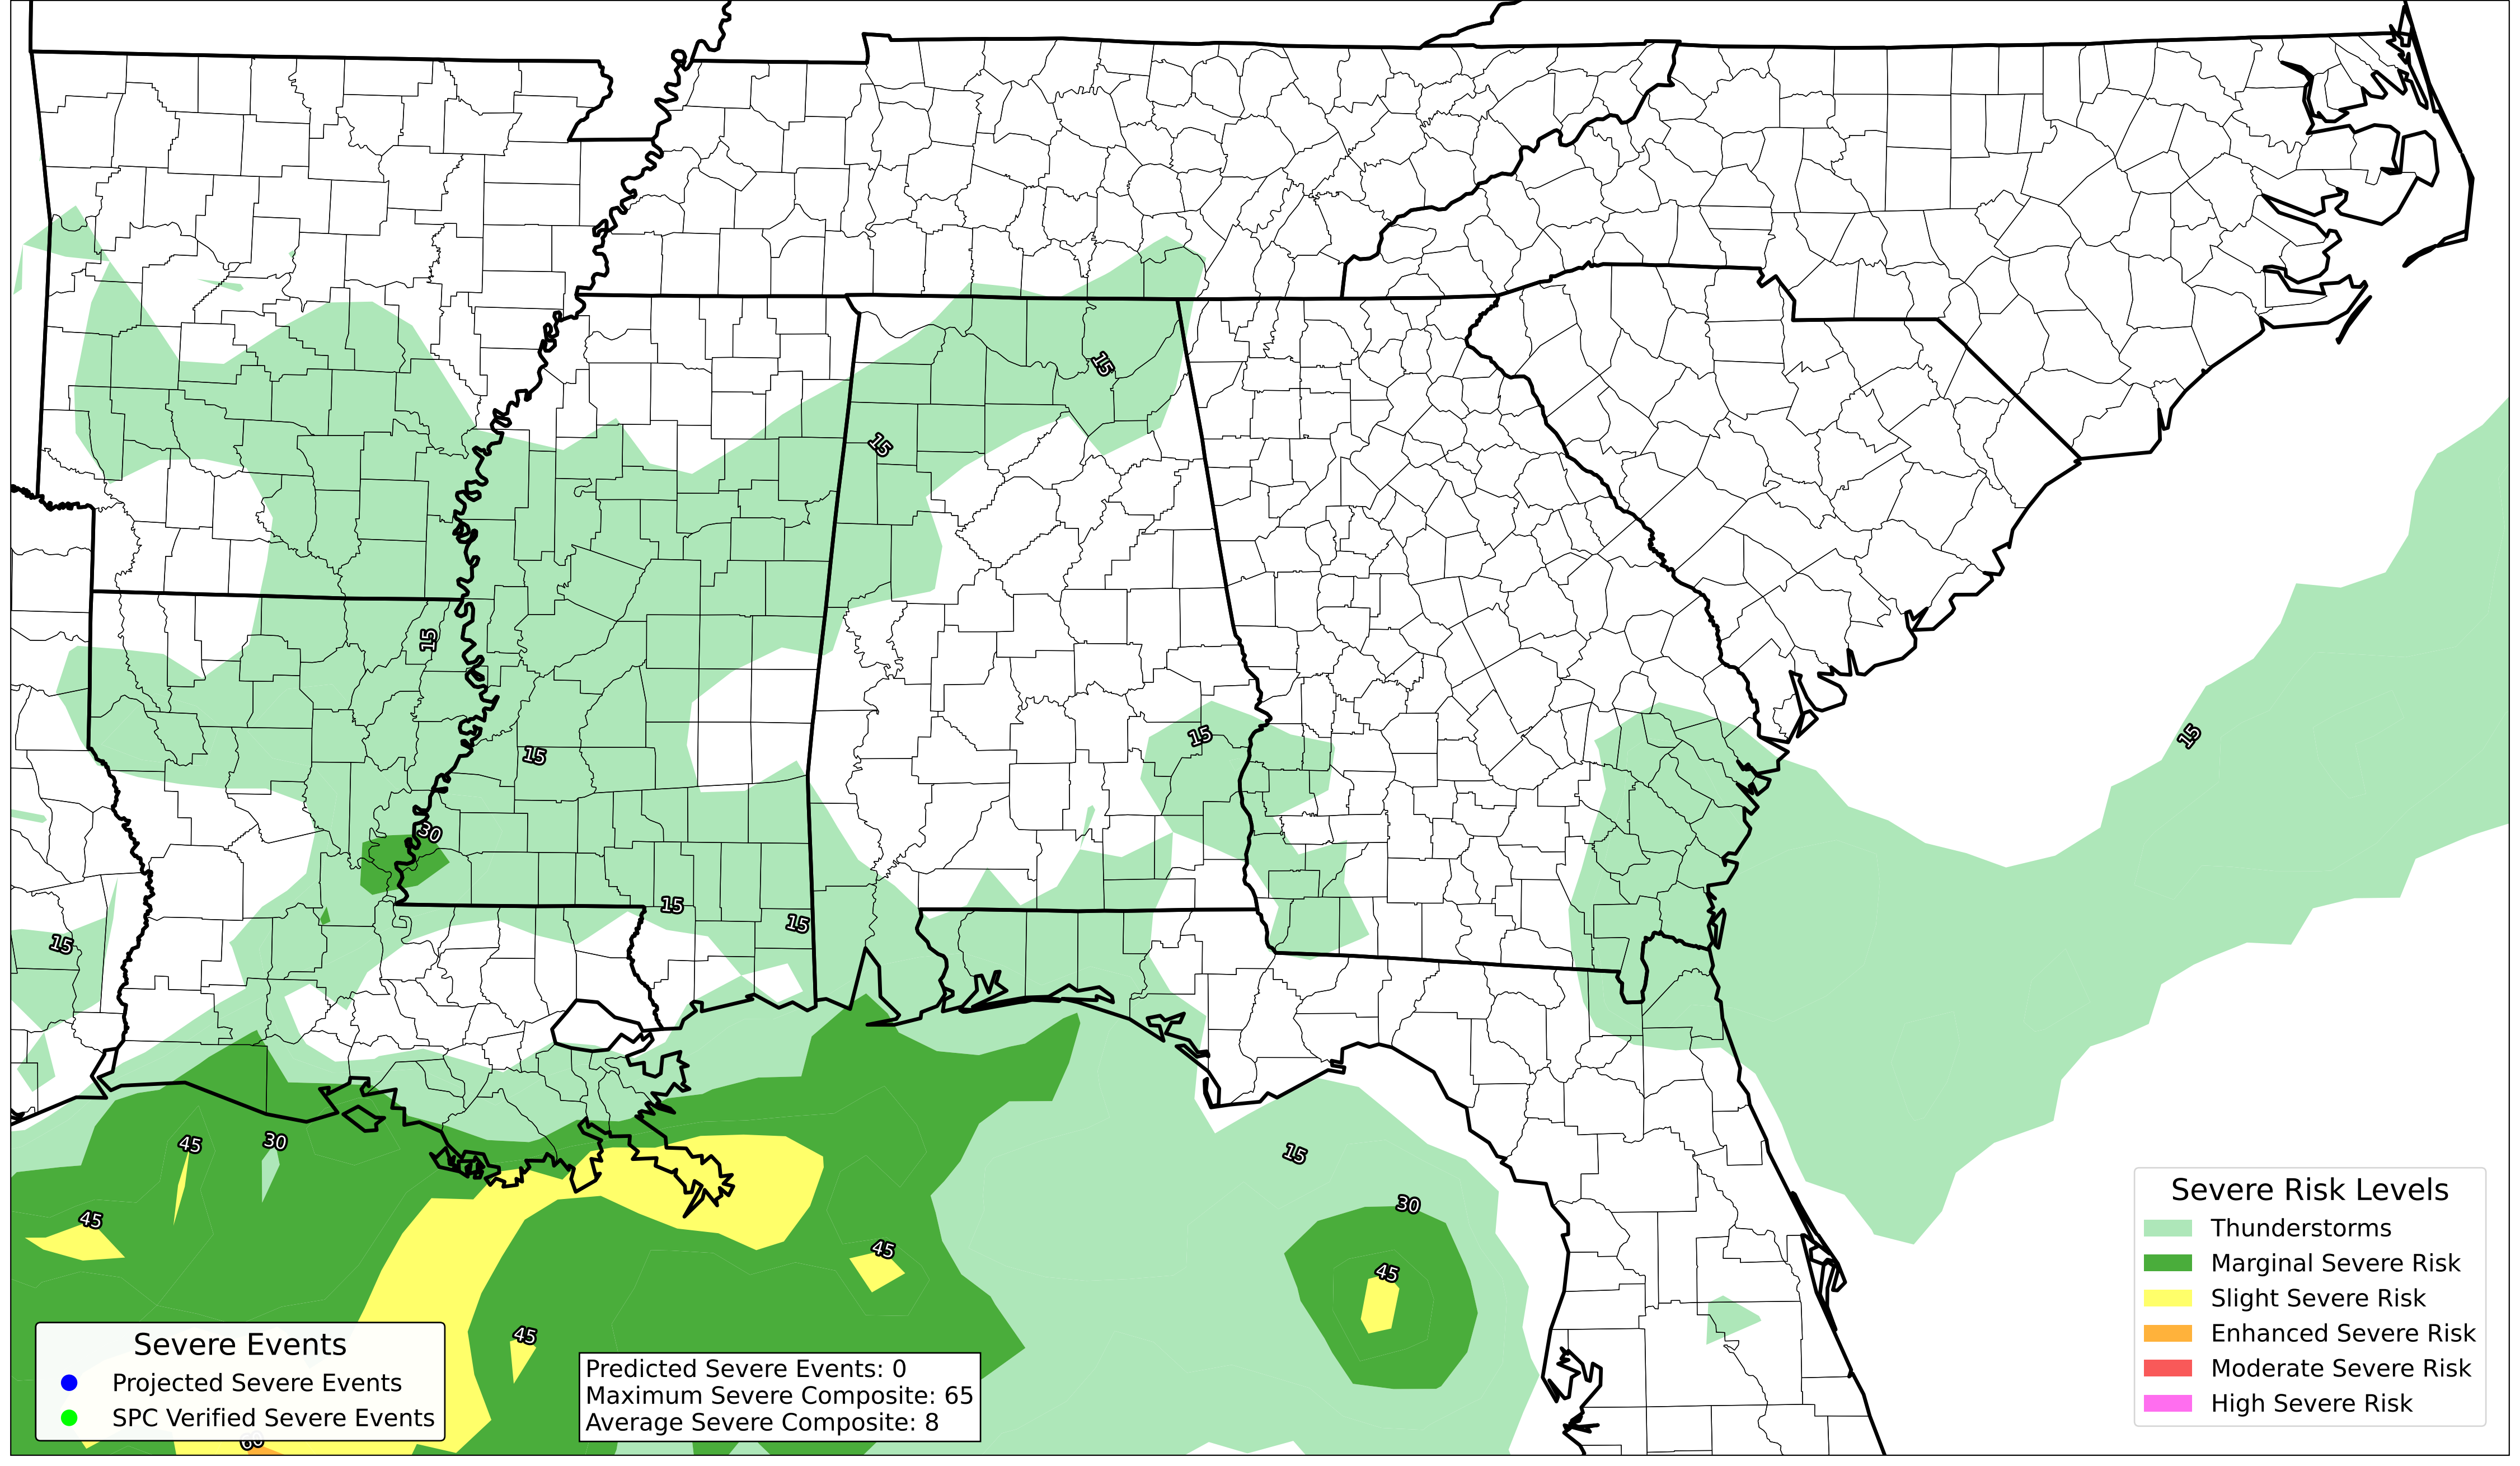 15
15
15
15
15
15
30
15
15
15
15
45
30
15
45
30
45
45
45
60
Severe Events
Projected Severe Events
SPC Verified Severe Events
Predicted Severe Events: 0
Maximum Severe Composite: 65
Average Severe Composite: 8
Severe Risk Levels
Thunderstorms
Marginal Severe Risk
Slight Severe Risk
Enhanced Severe Risk
Moderate Severe Risk
High Severe Risk